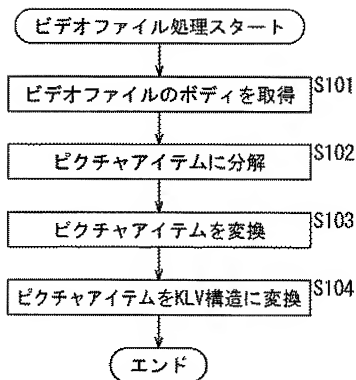 ビデオファイル処理スタート
ビデオファイルのボディを取得
S101
ピクチャアイテムに分解
S102
ピクチャアイテムを変換
S103
ピクチャアイテムをKLV構造に変換
S104
エンド